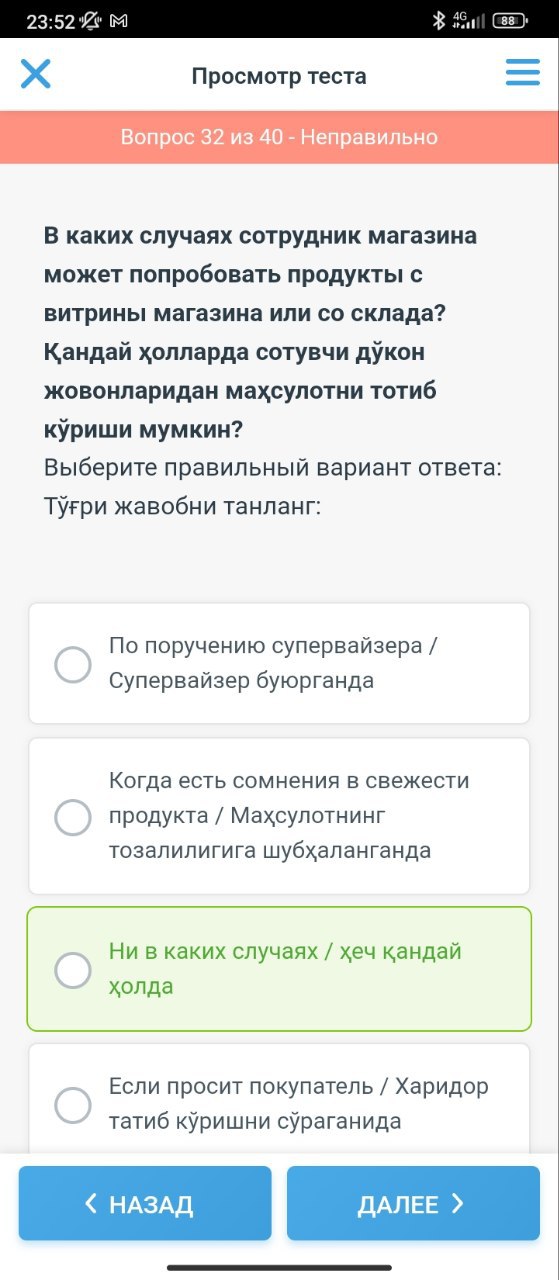 23:52 4G 88
Просмотр теста
Вопрос 32 из 40 - Неправильно
В каких случаях сотрудник магазина
может попробовать продукты с
витрины магазина или со склада?
Қандай ҳолларда сотувчи дўкон
жовонларидан маҳсулотни тотиб
кўриши мумкин?
Выберите правильный вариант ответа:
Тўғри жавобни танланг:
По поручению супервайзера /
Супервайзер буюрганда
Когда есть сомнения в свежести
продукта / Маҳсулотнинг
тозалилигига шубҳаланганда
Ни в каких случаях / ҳеч қандай
ҳолда
Если просит покупатель / Харидор
татиб кўришни сўраганида
НАЗАД
ДАЛЕЕ